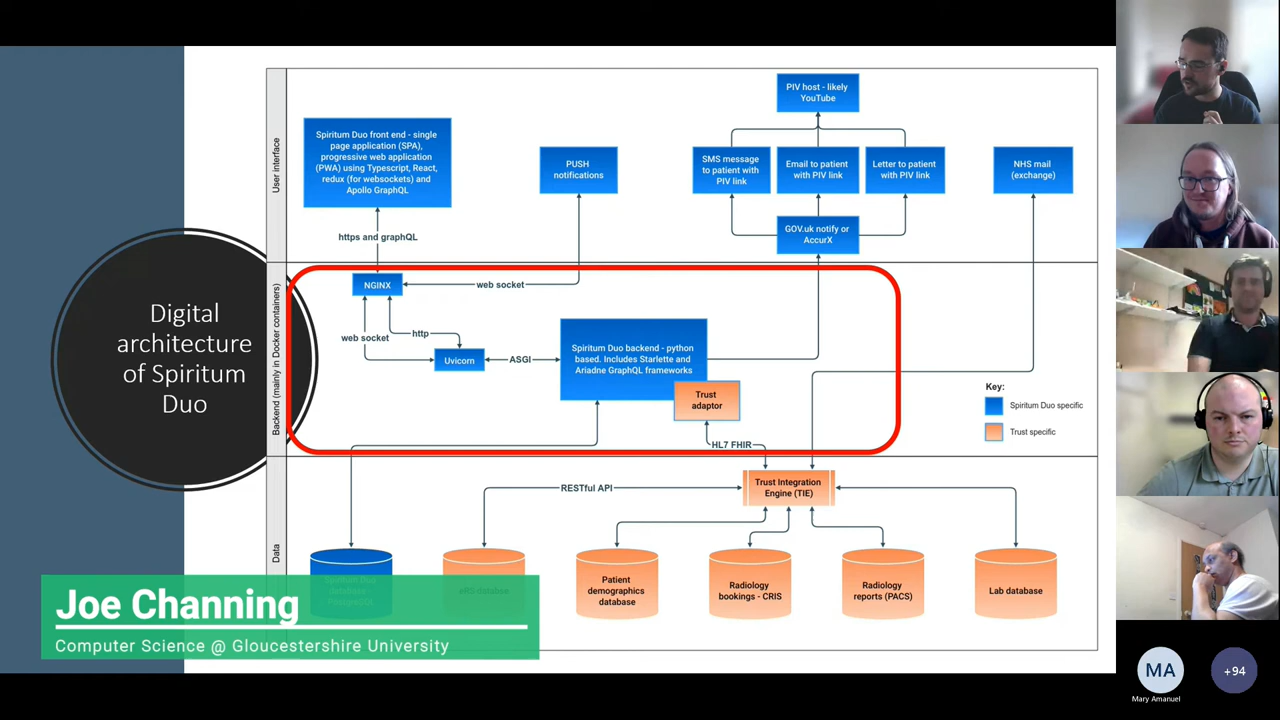 Digital
architecture
of Spiritum
Duo
User interface
Backend (mainly in Docker containers)
Data
PIV host - likely
YouTube
Spiritum Duo front end - single
page application (SPA),
progressive web application
(PWA) using Typescript, React,
redux (for websockets) and
Apollo GraphQL
PUSH
notifications
SMS message
to patient with
PIV link
Email to patient
with PIV link
Letter to patient
with PIV link
NHS mail
(exchange)
GOV.uk notify or
AccurX
https and graphQL
NGINX
web socket
web socket
http
Uvicorn
ASGI
Spiritum Duo backend - python
based. Includes Starlette and
Ariadne GraphQL frameworks
Trust
adaptor
HL7 FHIR
Key:
Spiritum Duo specific
Trust specific
RESTful API
Trust Integration
Engine (TIE)
Spiritum Duo
database -
PostgreSQL
eRS database
Patient
demographics
database
Radiology
bookings - CRIS
Radiology
reports (PACS)
Lab database
Joe Channing
Computer Science @ Gloucestershire University
MA
Mary Amanuel
+94